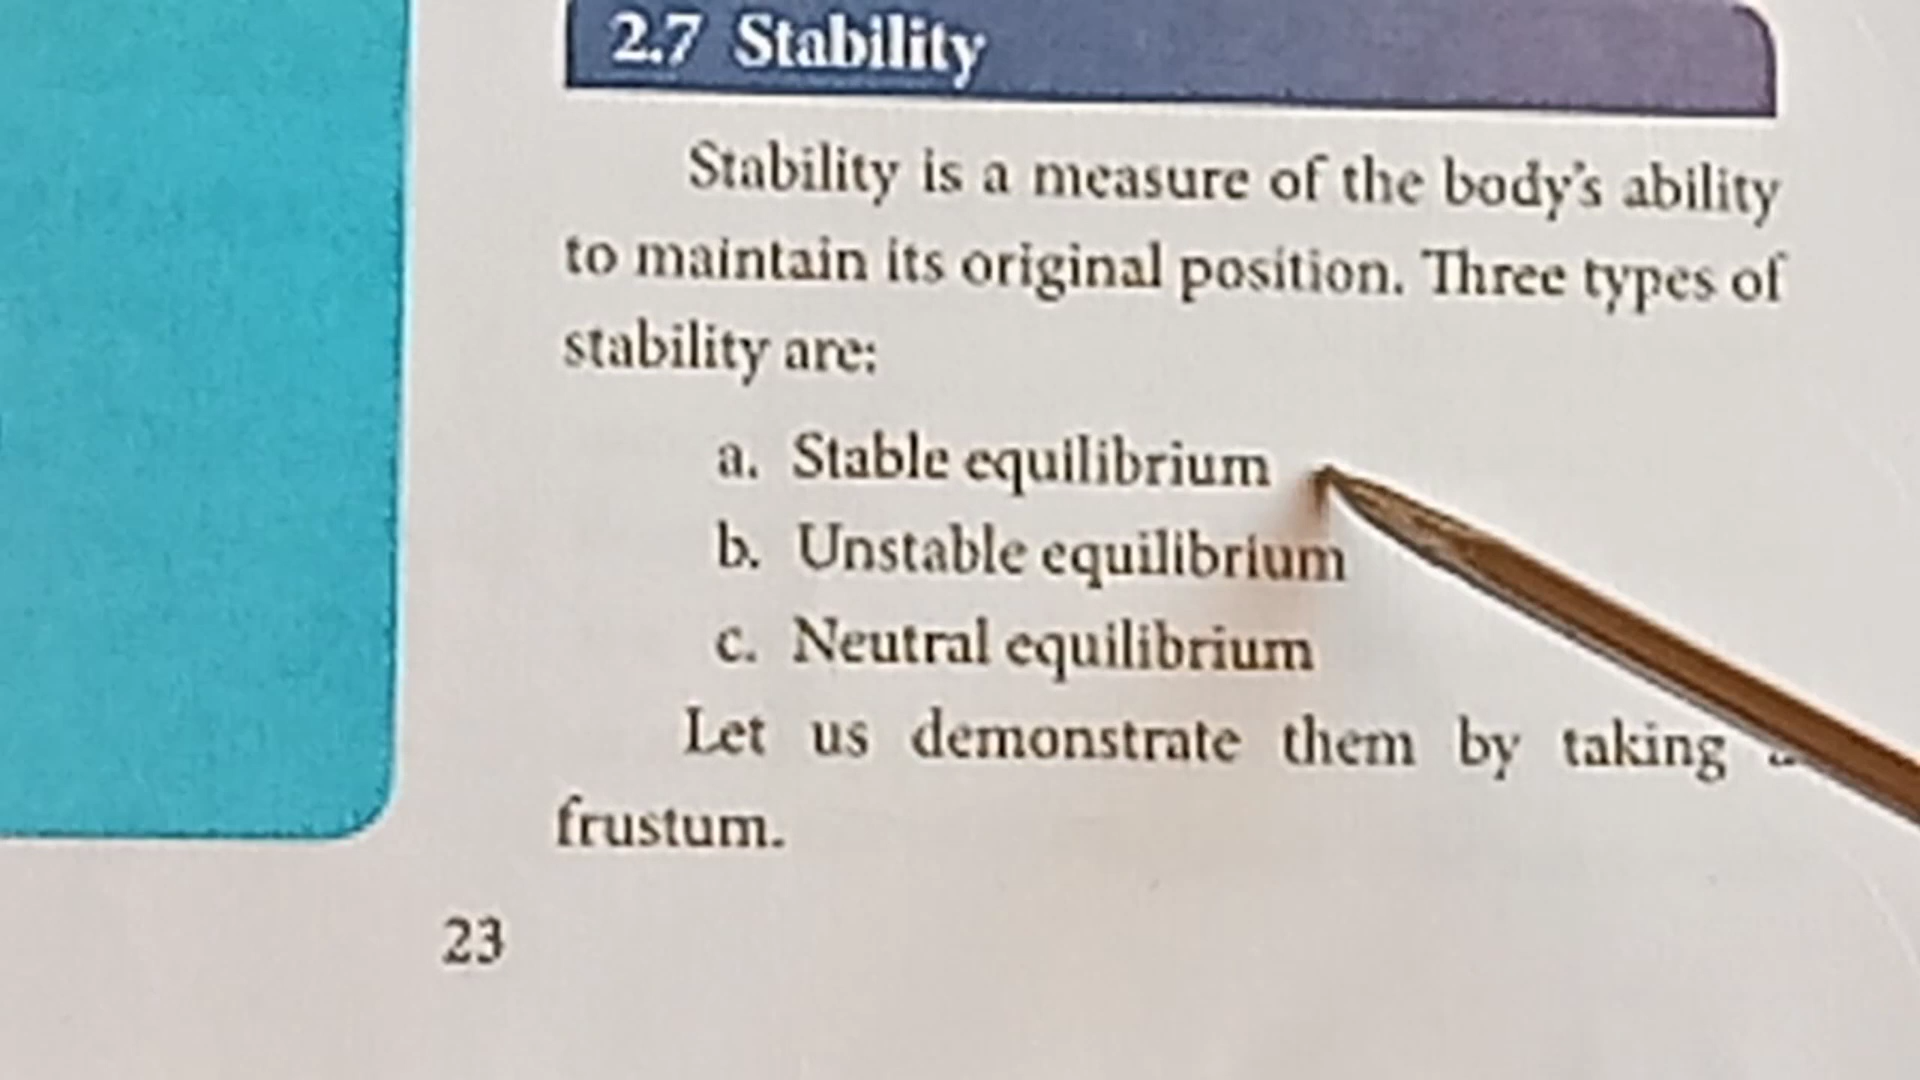 2.7 Stability
Stability is a measure of the body's ability
to maintain its original position. Three types of
stability are:
a. Stable equilibrium
b. Unstable equilibrium
c. Neutral equilibrium
Let us demonstrate them by taking
frustum.
23